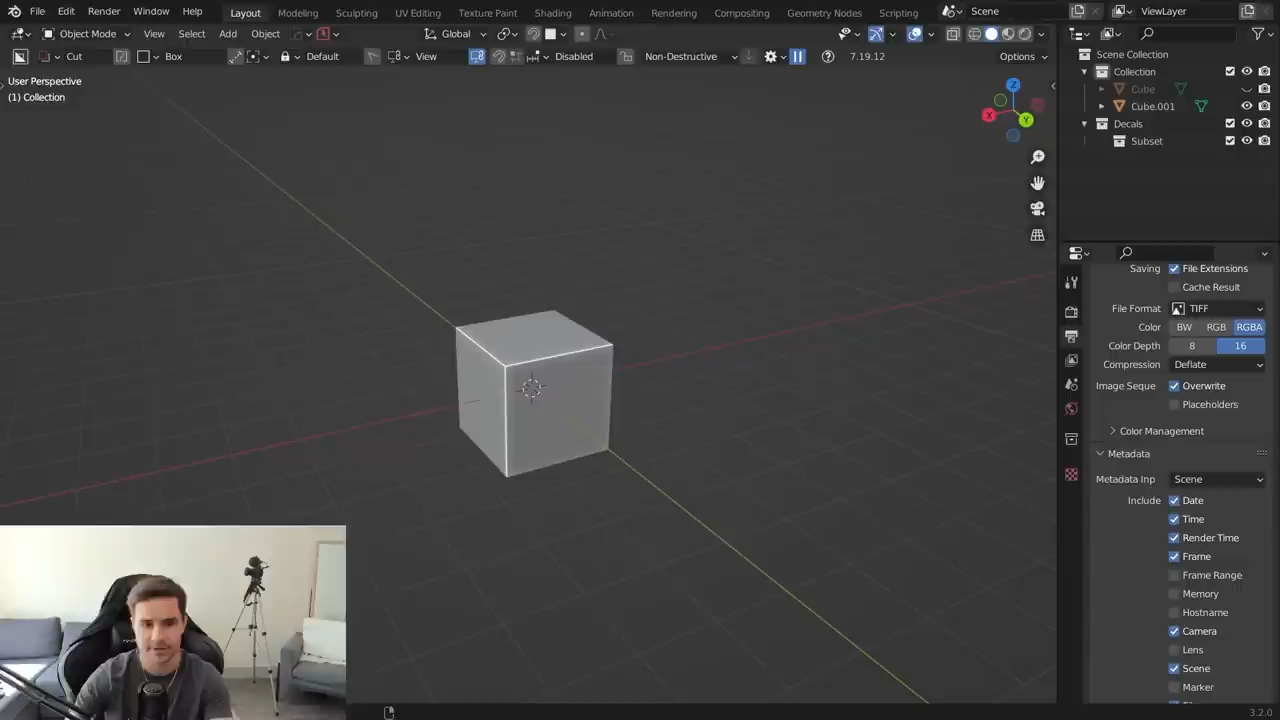 File Edit Render Window Help
Layout Modeling Sculpting UV Editing Texture Paint Shading Animation Rendering Compositing Geometry Nodes Scripting
Scene
ViewLayer
Object Mode View Select Add Object
Global
Cut Box Default View Disabled Non-Destructive 7.19.12 Options
User Perspective
(1) Collection
Z
X
Y
Scene Collection
Collection
Cube
Cube.001
Decals
Subset
Saving File Extensions
Cache Result
File Format TIFF
Color BW RGB RGBA
Color Depth 8 16
Compression Deflate
Image Seque Overwrite
Placeholders
Color Management
Metadata
Metadata Inp Scene
Include Date
Time
Render Time
Frame
Frame Range
Memory
Hostname
Camera
Lens
Scene
Marker
3.2.0